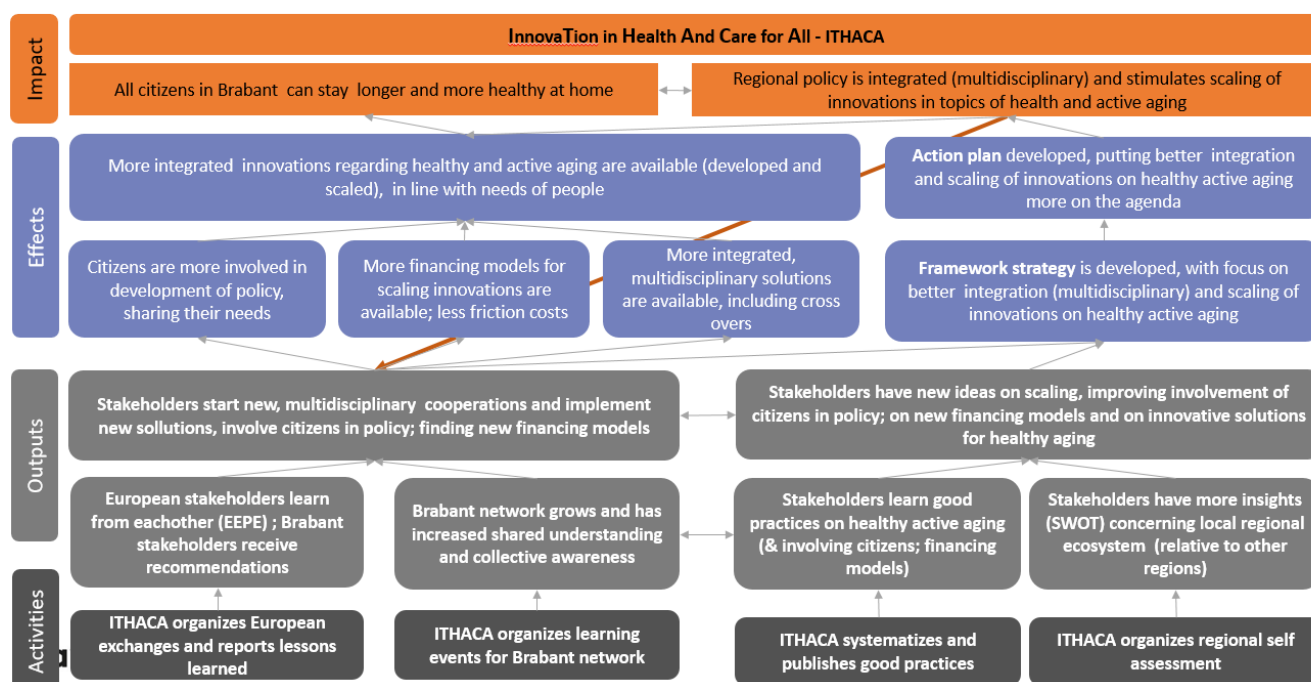 Impact
InnovaTion in Health And Care for All - ITHACA
All citizens in Brabant can stay longer and more healthy at home
Regional policy is integrated (multidisciplinary) and stimulates scaling of
innovations in topics of health and active aging
Effects
More integrated innovations regarding healthy and active aging are available (developed and
scaled), in line with needs of people
Action plan developed, putting better integration
and scaling of innovations on healthy active aging
more on the agenda
Citizens are more involved in
development of policy,
sharing their needs
More financing models for
scaling innovations are
available; less friction costs
More integrated,
multidisciplinary solutions
are available, including cross
overs
Framework strategy is developed, with focus on
better integration (multidisciplinary) and scaling of
innovations on healthy active aging
Outputs
Stakeholders start new, multidisciplinary cooperations and implement
new sollutions, involve citizens in policy; finding new financing models
Stakeholders have new ideas on scaling, improving involvement of
citizens in policy; on new financing models and on innovative solutions
for healthy aging
European stakeholders learn
from eachother (EEPE) ; Brabant
stakeholders receive
recommendations
Brabant network grows and has
increased shared understanding
and collective awareness
Stakeholders learn good
practices on healthy active aging
(& involving citizens; financing
models)
Stakeholders have more insights
(SWOT) concerning local regional
ecosystem (relative to other
regions)
Activities
ITHACA organizes European
exchanges and reports lessons
learned
ITHACA organizes learning
events for Brabant network
ITHACA systematizes and
publishes good practices
ITHACA organizes regional self
assessment